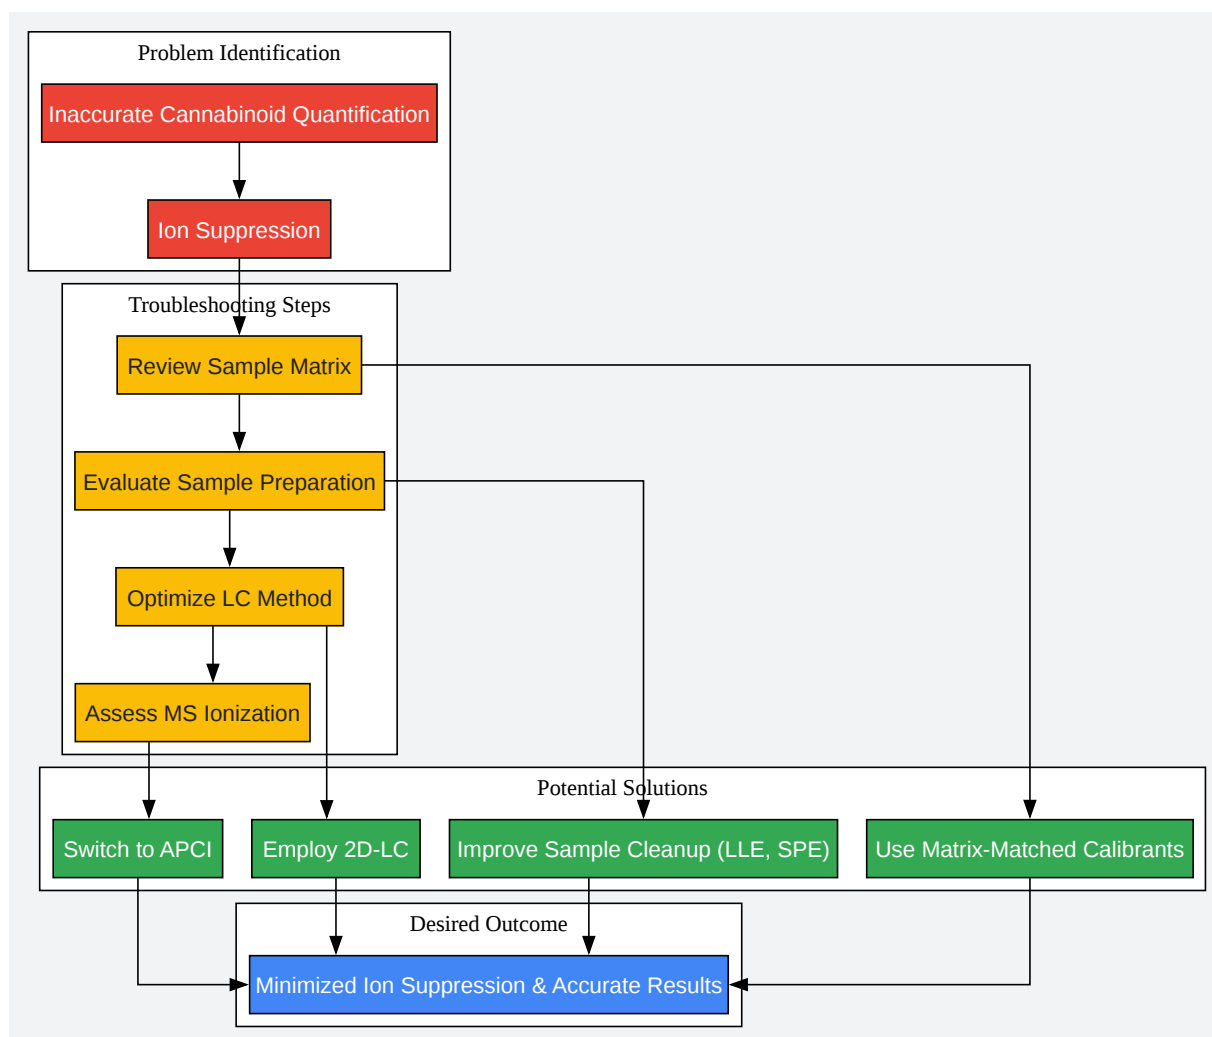 Problem Identification
Inaccurate Cannabinoid Quantification
Ion Suppression
Troubleshooting Steps
Review Sample Matrix
Evaluate Sample Preparation
Optimize LC Method
Assess MS Ionization
Potential Solutions
Switch to APCI
Employ 2D-LC
Improve Sample Cleanup (LLE, SPE)
Use Matrix-Matched Calibrants
Desired Outcome
Minimized Ion Suppression & Accurate Results